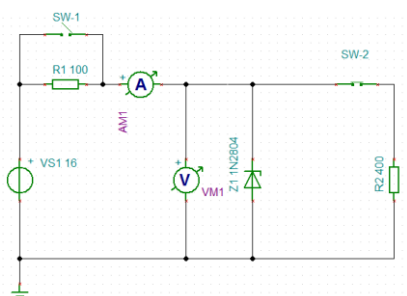 SW-1
SW-2
R1 100
+
A
AM1
+ VS1 16
+
V
VM1
Z1 1N2804
R2 400